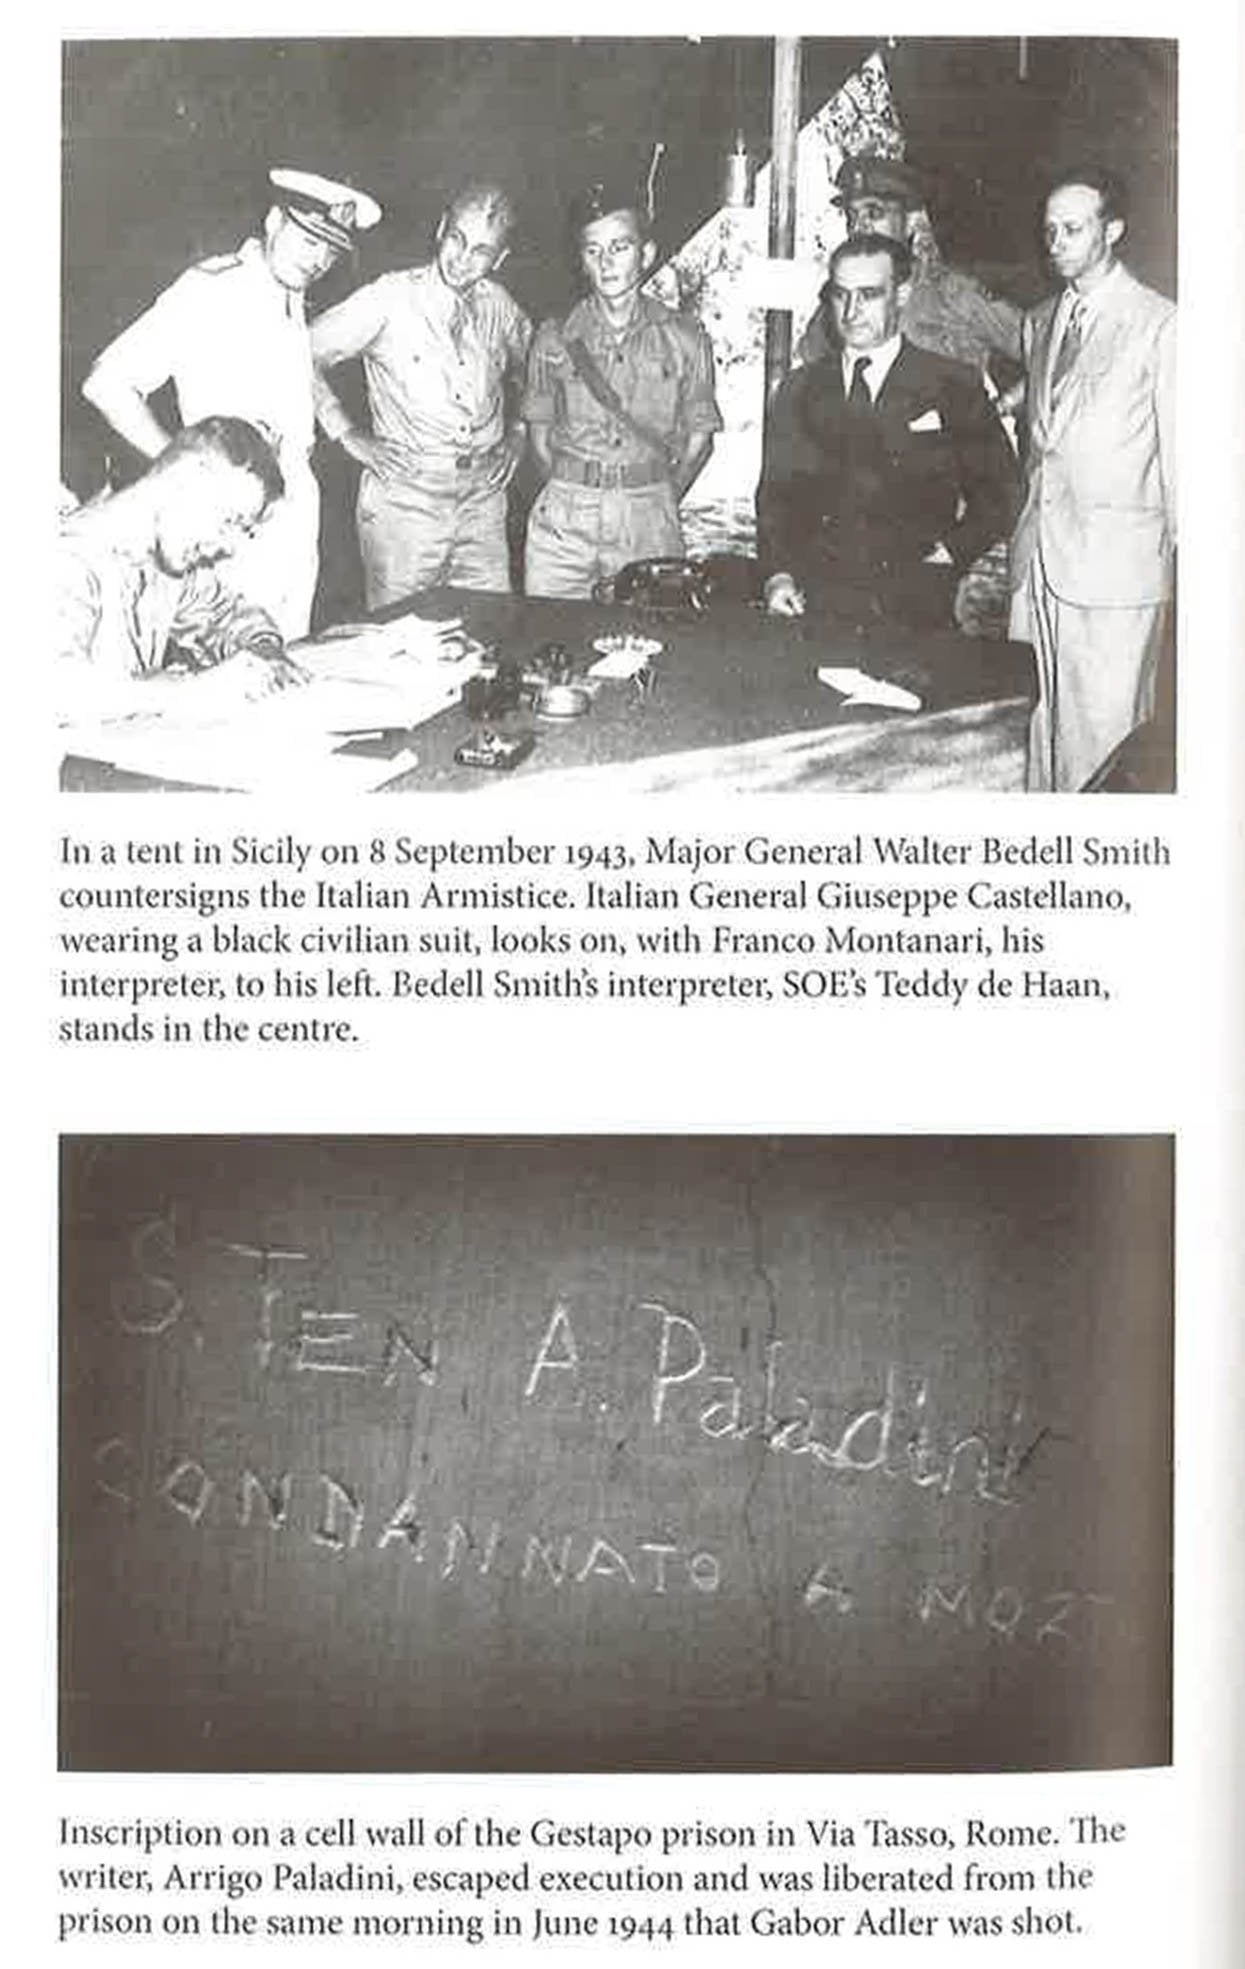 In a tent in Sicily on 8 September 1943, Major General Walter Bedell Smith
countersigns the Italian Armistice. Italian General Giuseppe Castellano,
wearing a black civilian suit, looks on, with Franco Montanari, his
interpreter, to his left. Bedell Smith's interpreter, SOE's Teddy de Haan,
stands in the centre.
S. TEN A. Paladini
CONDANNATO A MOR
Inscription on a cell wall of the Gestapo prison in Via Tasso, Rome. The
writer, Arrigo Paladini, escaped execution and was liberated from the
prison on the same morning in June 1944 that Gabor Adler was shot.